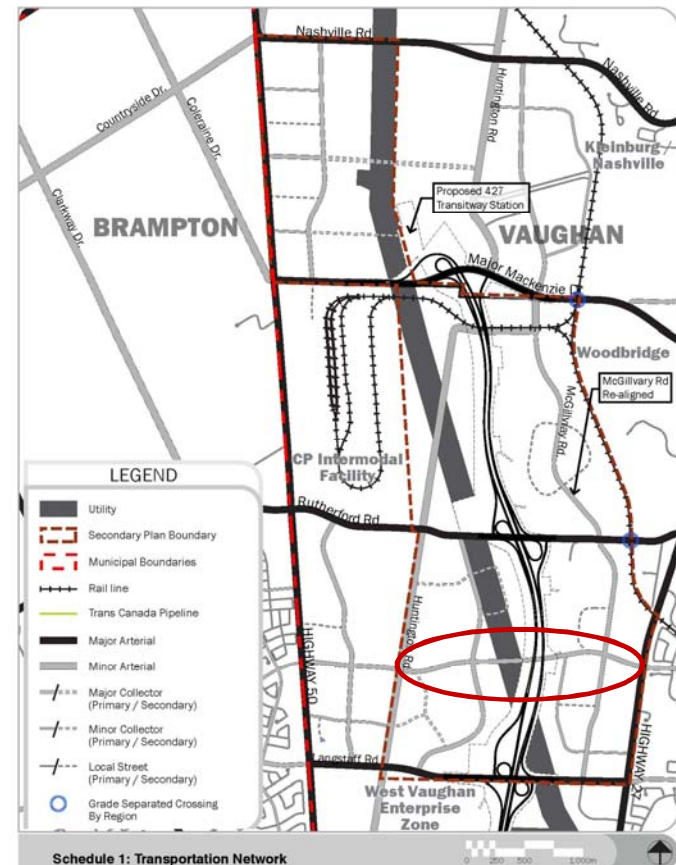 Nashville Rd
Nashville Rd
Huntington Rd
Countryside Dr.
Coleraine Dr.
Clarkway Dr.
Kleinburg /
Nashville
Proposed 427
Transitway Station
BRAMPTON
VAUGHAN
Major Mackenzie D
Woodbridge
McGillvary Rd
Re-aligned
McGillvray Rd.
CP Intermodal
Facility
Rutherford Rd
Huntington Rd
HIGHWAY 50
HIGHWAY 27
Langstaff Rd
West Vaughan
Enterprise
Zone
LEGEND
Utility
Secondary Plan Boundary
Municipal Boundaries
Rail line
Trans Canada Pipeline
Major Arterial
Minor Arterial
Major Collector
(Primary / Secondary)
Minor Collector
(Primary / Secondary)
Local Street
(Primary / Secondary)
Grade Separated Crossing
By Region
Schedule 1: Transportation Network
0 250 500 1,000m